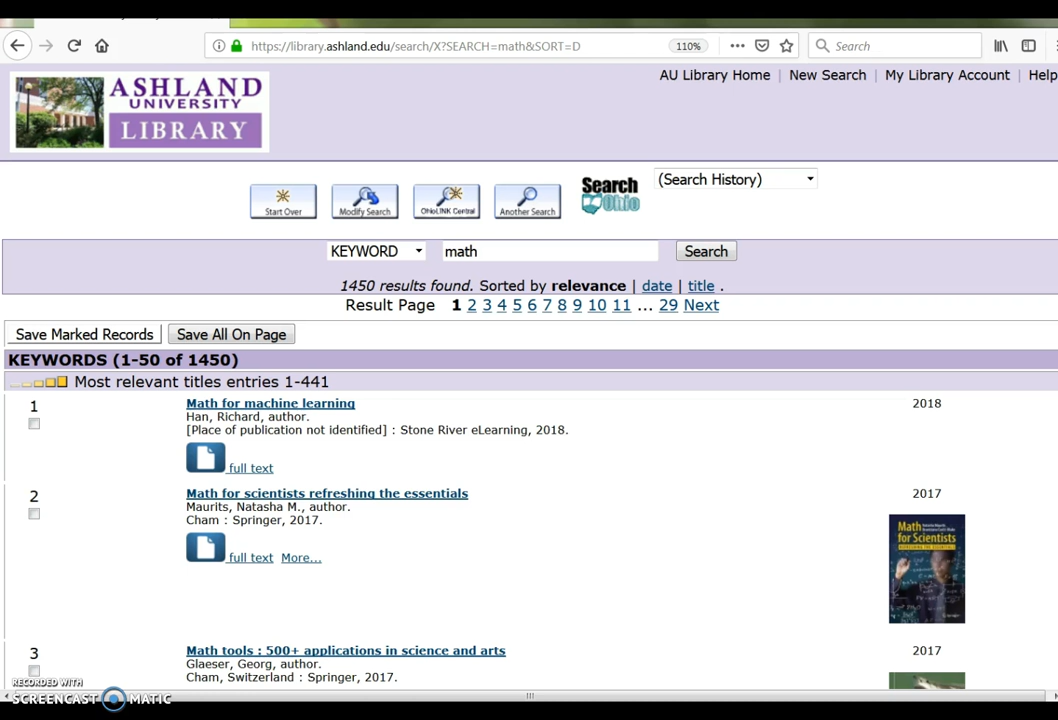 https://library.ashland.edu/search/X?SEARCH=math&SORT=D
110%
Search
AU Library Home | New Search | My Library Account | Help
ASHLAND
UNIVERSITY
LIBRARY
Start Over
Modify Search
OhioLINK Central
Another Search
Search
Ohio
(Search History)
KEYWORD
math
Search
1450 results found. Sorted by relevance | date | title .
Result Page 1 2 3 4 5 6 7 8 9 10 11 ... 29 Next
Save Marked Records
Save All On Page
KEYWORDS (1-50 of 1450)
Most relevant titles entries 1-441
1
Math for machine learning
2018
Han, Richard, author.
[Place of publication not identified] : Stone River eLearning, 2018.
full text
2
Math for scientists refreshing the essentials
2017
Maurits, Natasha M., author.
Cham : Springer, 2017.
full text More...
Math
for Scientists
3
Math tools : 500+ applications in science and arts
2017
Glaeser, Georg, author.
Cham, Switzerland : Springer, 2017.
RECORDED WITH
SCREENCAST MATIC